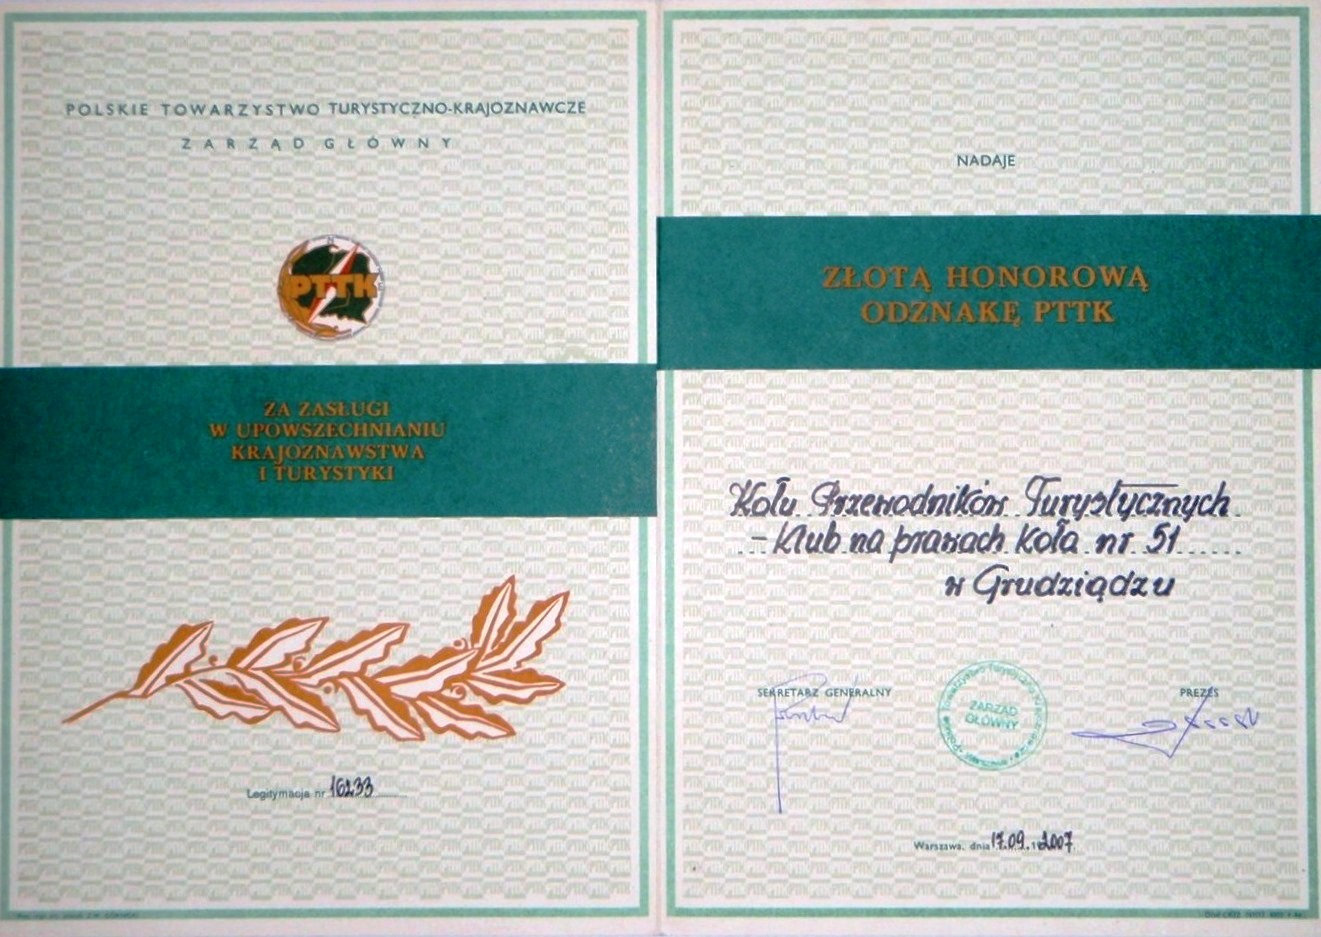 POLSKIE TOWARZYSTWO TURYSTYCZNO-KRAJOZNAWCZE
ZARZĄD GŁÓWNY
PTTK
ZA ZASŁUGI
W UPOWSZECHNIANIU
KRAJOZNAWSTWA
I TURYSTYKI
Legitymacja nr 16233
NADAJE
ZŁOTĄ HONOROWĄ
ODZNAKĘ PTTK
Kołu Przewodników Turystycznych
- Klub na prawach Koła nr 51
w Grudziądzu
SEKRETARZ GENERALNY
ZARZĄD
GŁÓWNY
PREZES
Warszawa, dnia 17.09.2007